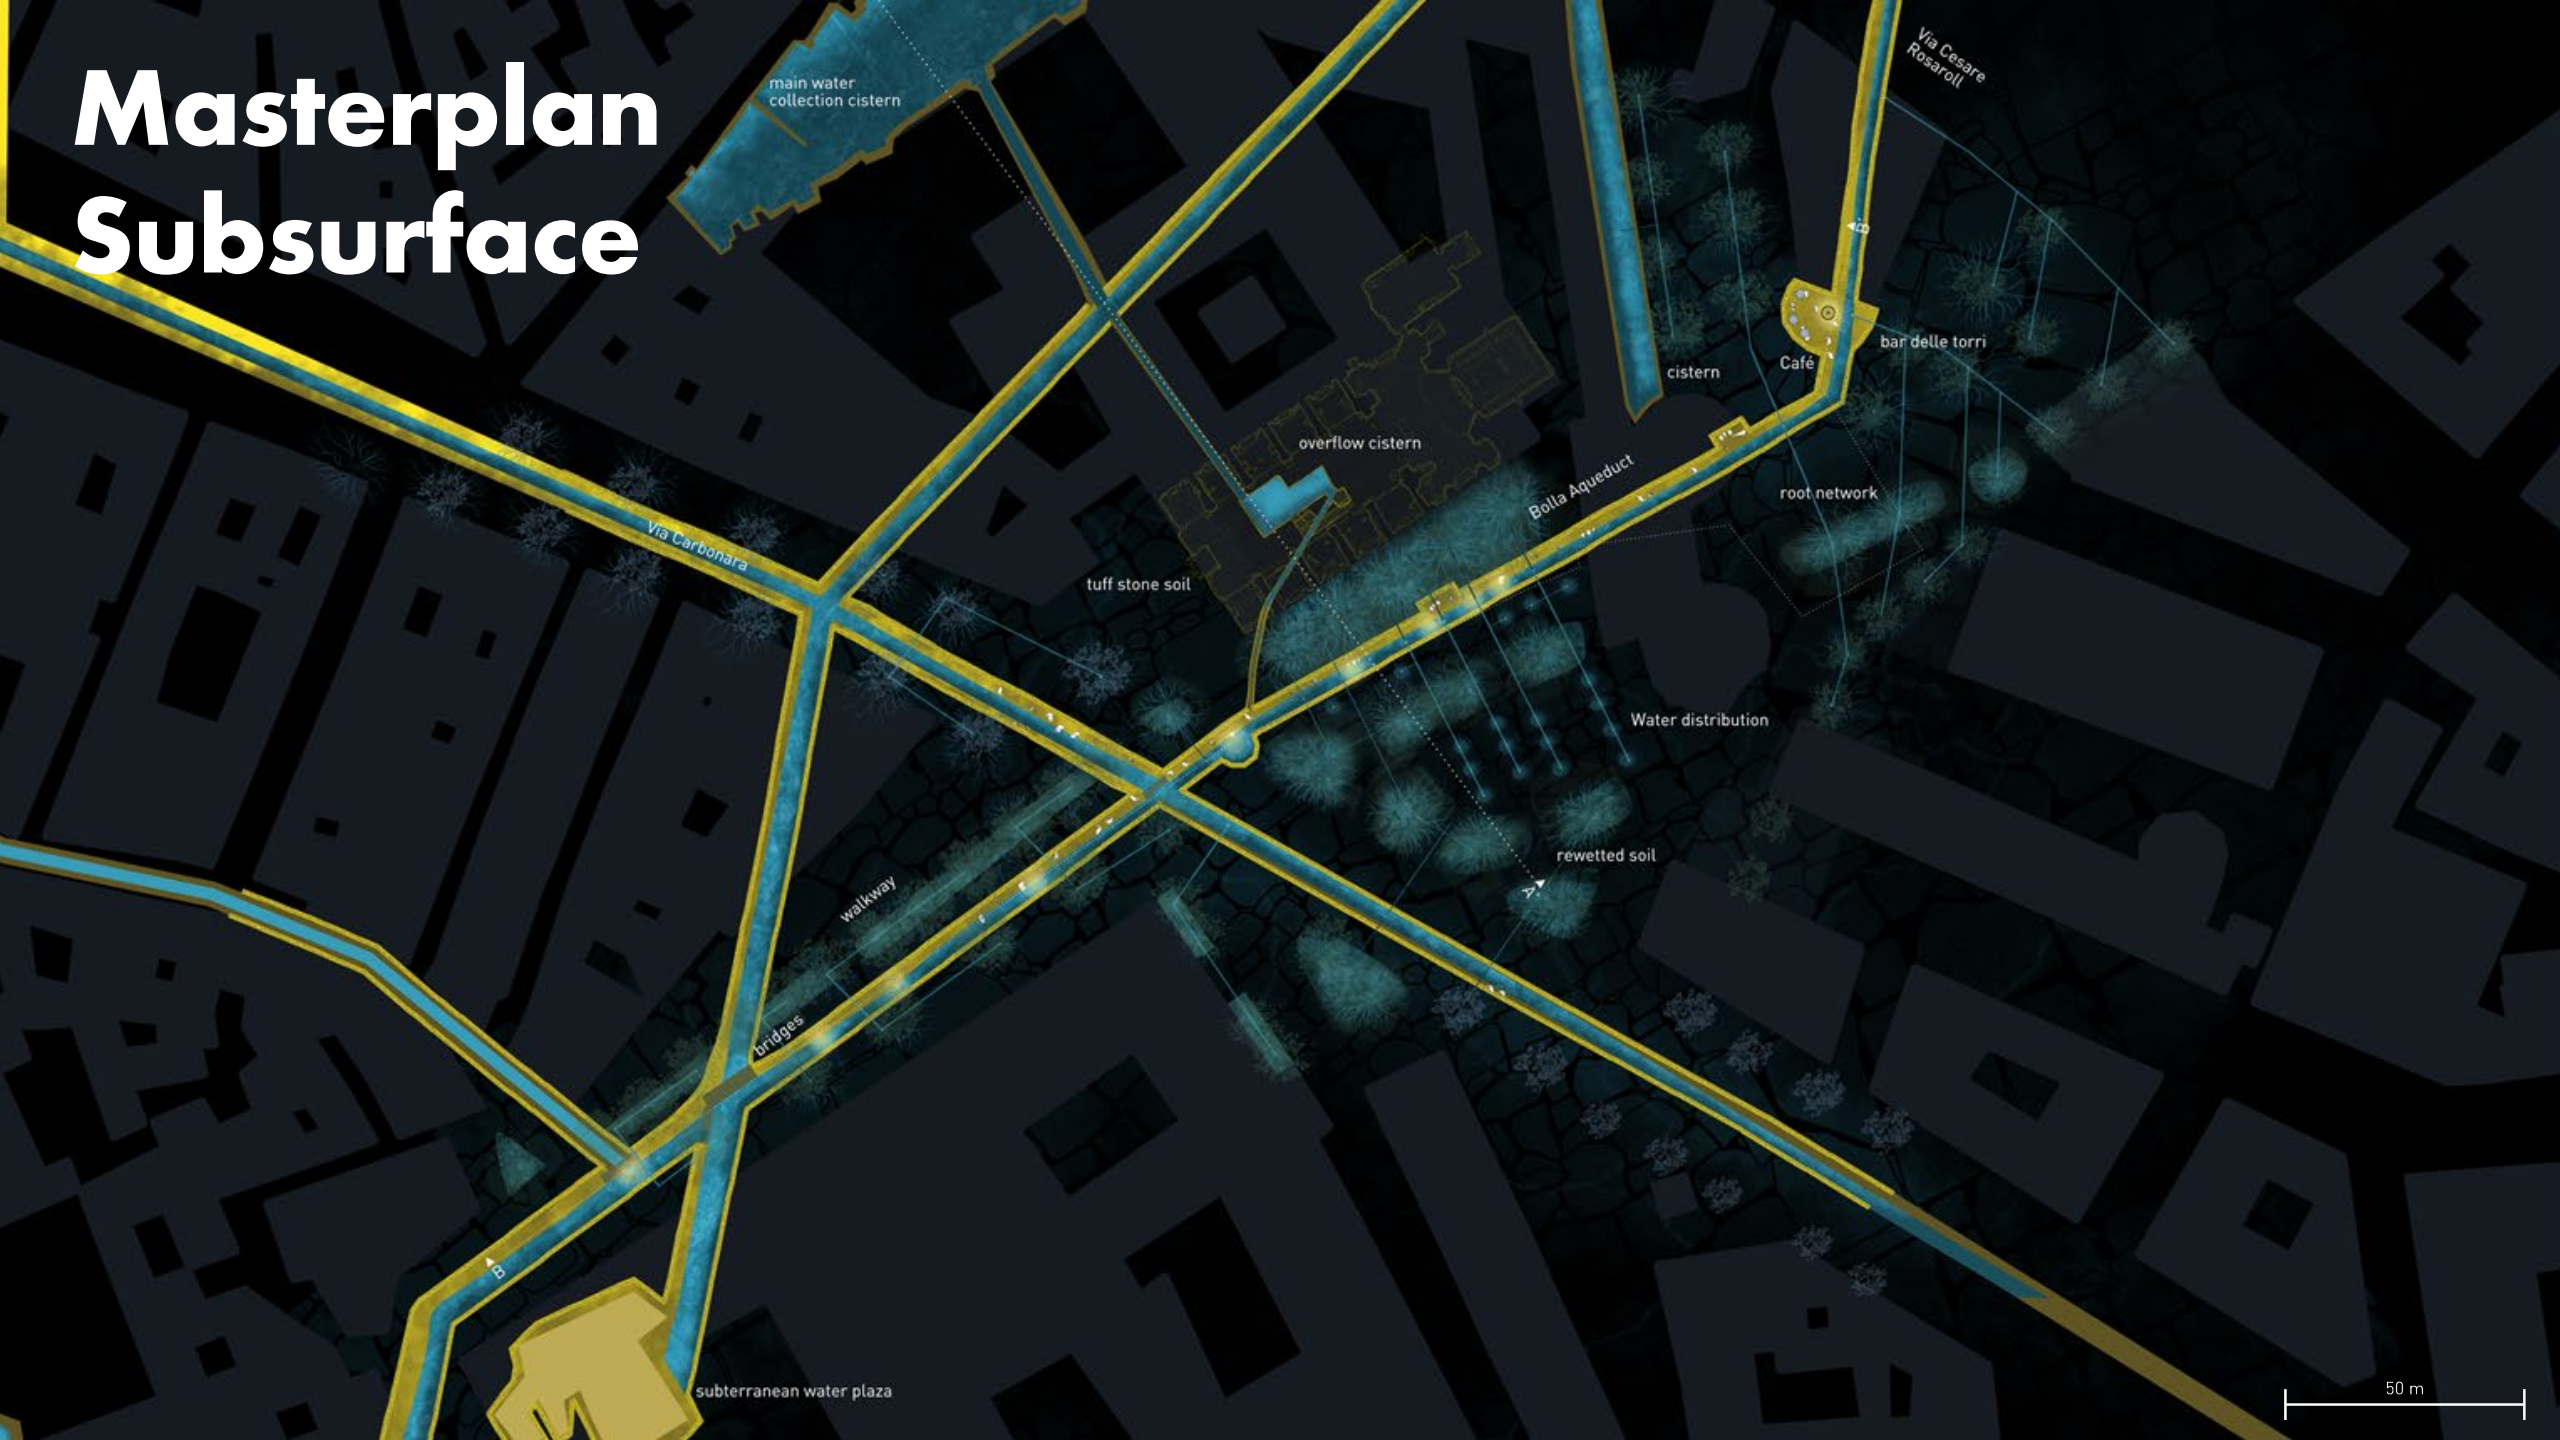 Masterplan
Subsurface
main water
collection cistern
Via Cesare
Rosaroll
B
bar delle torri
Café
cistern
overflow cistern
Bolla Aqueduct
root network
Via Carbonara
tuff stone soil
Water distribution
rewetted soil
walkway
A'
bridges
B
subterranean water plaza
50 m